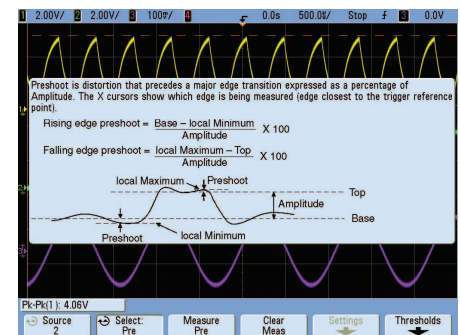 1 2.00V/ 2 2.00V/ 3 100▿/ 4 0.0s 500.0▿/ Stop 3 0.0V
Preshoot is distortion that precedes a major edge transition expressed as a percentage of
Amplitude. The X cursors show which edge is being measured (edge closest to the trigger reference
point).
Rising edge preshoot = Base – local Minimum
Amplitude
X 100
Falling edge preshoot = local Maximum – Top
Amplitude
X 100
local Maximum
Preshoot
Top
Amplitude
Base
Preshoot
local Minimum
Pk-Pk(1): 4.06V
Source
2
Select:
Pre
Measure
Pre
Clear
Meas
Settings
Thresholds